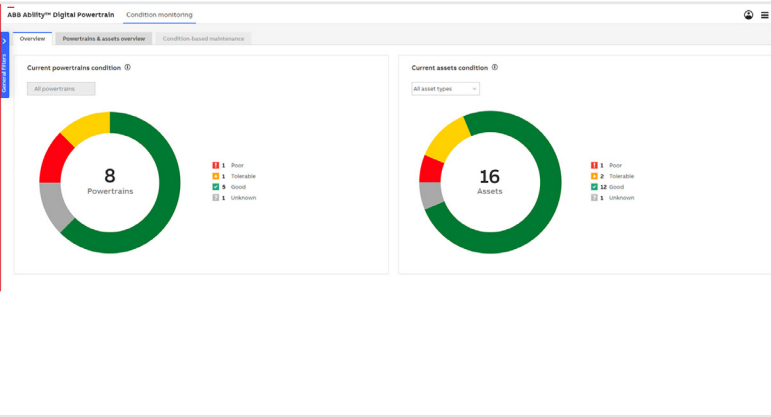 ABB Ability™ Digital Powertrain
Condition monitoring
Overview
Powertrains & assets overview
Condition-based maintenance
General Filters
Current powertrains condition
All powertrains
8
Powertrains
1 Poor
1 Tolerable
5 Good
1 Unknown
Current assets condition
All asset types
16
Assets
1 Poor
2 Tolerable
12 Good
1 Unknown